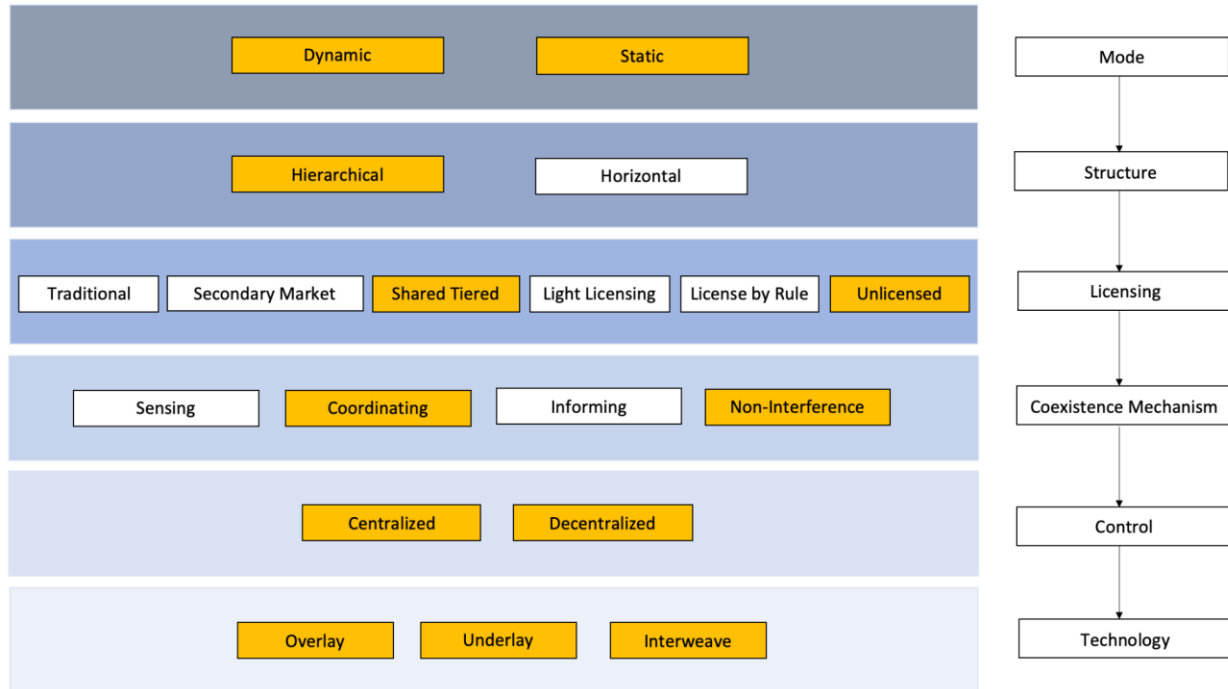 Dynamic Static Mode
Hierarchical Horizontal Structure
Traditional Secondary Market Shared Tiered Light Licensing License by Rule Unlicensed Licensing
Sensing Coordinating Informing Non-Interference Coexistence Mechanism
Centralized Decentralized Control
Overlay Underlay Interweave Technology